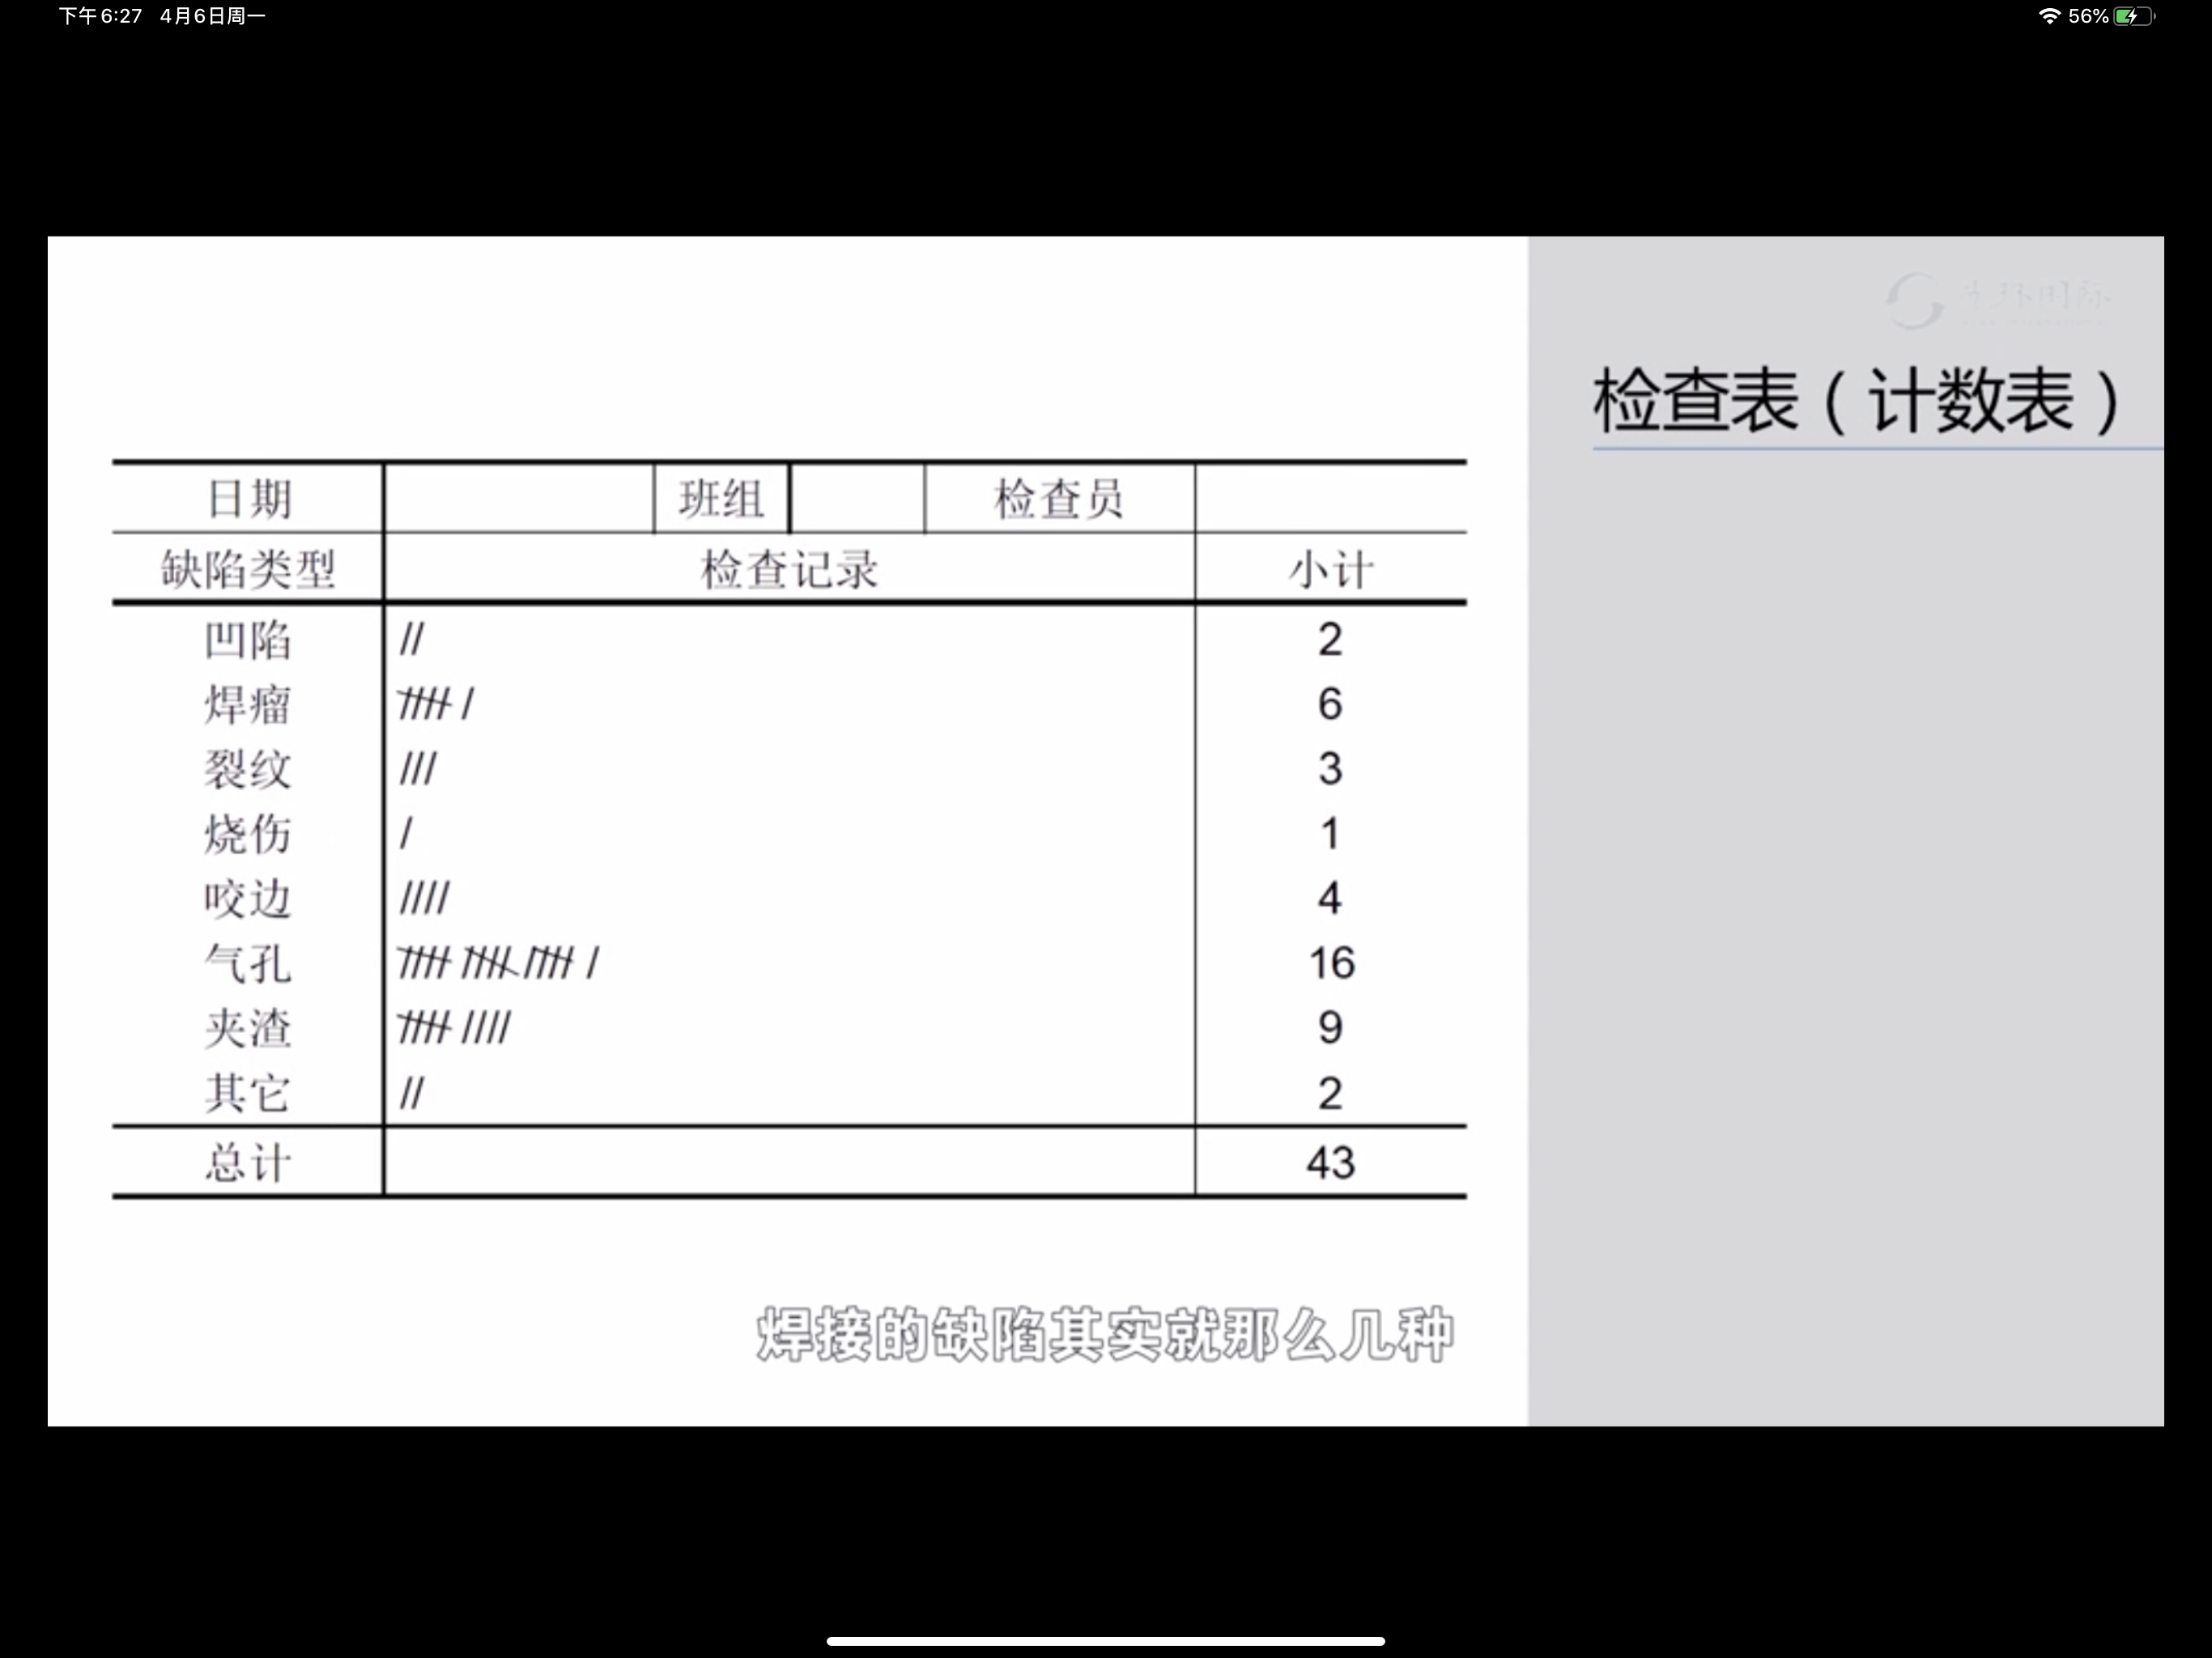 下午6:27 4月6日周一 56%
检查表（计数表）
日期 班组 检查员
缺陷类型 检查记录 小计
凹陷 // 2
焊瘤 //// / 6
裂纹 /// 3
烧伤 / 1
咬边 //// 4
气孔 //// //// //// / 16
夹渣 //// //// 9
其它 // 2
总计 43
焊接的缺陷其实就那么几种